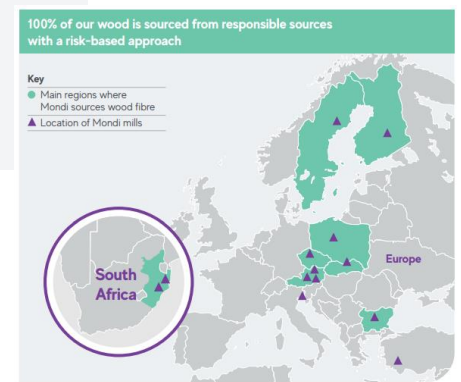 100% of our wood is sourced from responsible sources
with a risk-based approach
Key
Main regions where
Mondi sources wood fibre
Location of Mondi mills
South
Africa
Europe